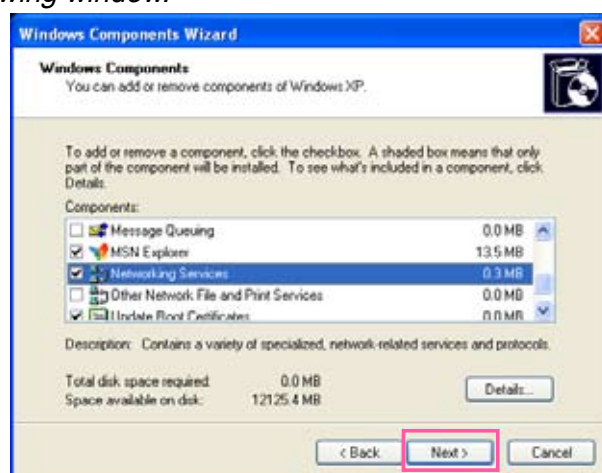 wing window.
Windows Components Wizard
Windows Components
You can add or remove components of Windows XP.
To add or remove a component, click the checkbox. A shaded box means that only
part of the component will be installed. To see what's included in a component, click
Details.
Components:
Message Queuing 0.0 MB
MSN Explorer 13.5 MB
Networking Services 0.3 MB
Other Network File and Print Services 0.0 MB
Update Root Certificates 0.0 MB
Description: Contains a variety of specialized, network-related services and protocols.
Total disk space required: 0.0 MB
Space available on disk: 12125.4 MB
Details...
< Back Next > Cancel